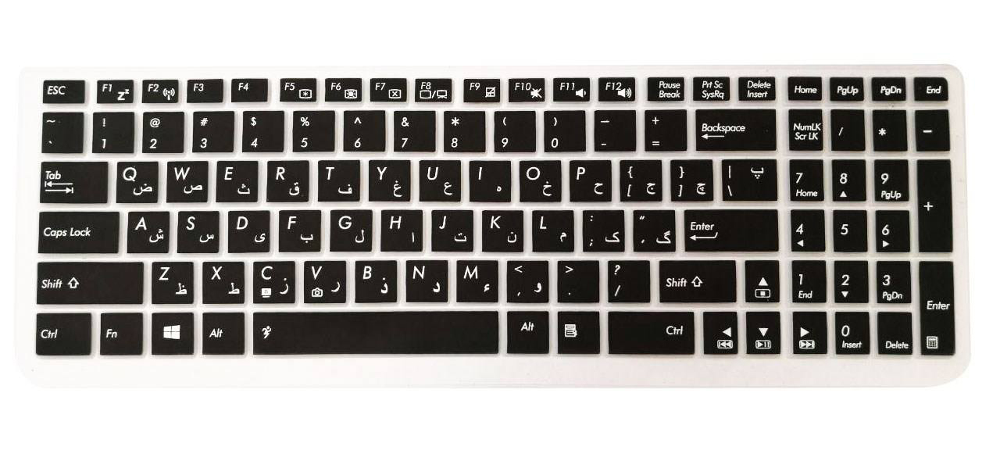 ESC F1 F2 F3 F4 F5 F6 F7 F8 F9 F10 F11 F12 Pause Break Prt Sc SysRq Delete Insert Home PgUp PgDn End
~ ` ! 1 @ 2 # 3 $ 4 % 5 ^ 6 & 7 * 8 ( 9 ) 0 — - + = Backspace NumLK Scr LK / * -
Tab Q ض W ص E ث R ق T ف Y غ U ع I ه O خ P ح { [ ج } ] چ | \ پ 7 Home 8 9 PgUp +
Caps Lock A ش S س D ی F ب G ل H ا J ت K ن L م : ; ک " ' گ Enter 4 5 6
Shift Z ظ X ط C ز V ر B ذ N د M ء < , و > . ? / Shift 1 End 2 3 PgDn Enter
Ctrl Fn Alt Alt Ctrl 0 Insert Delete